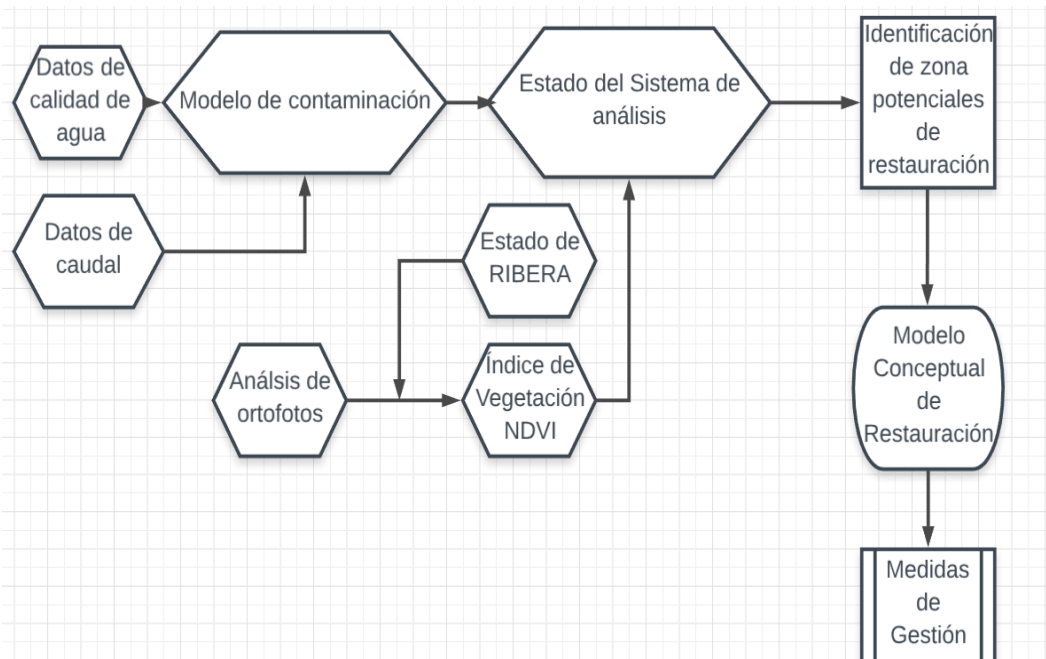 Datos de
calidad de
agua
Modelo de contaminación
Estado del Sistema de
análisis
Identificación
de zona
potenciales
de
restauración
Datos de
caudal
Estado de
RIBERA
Análsis de
ortofotos
Índice de
Vegetación
NDVI
Modelo
Conceptual
de
Restauración
Medidas
de
Gestión